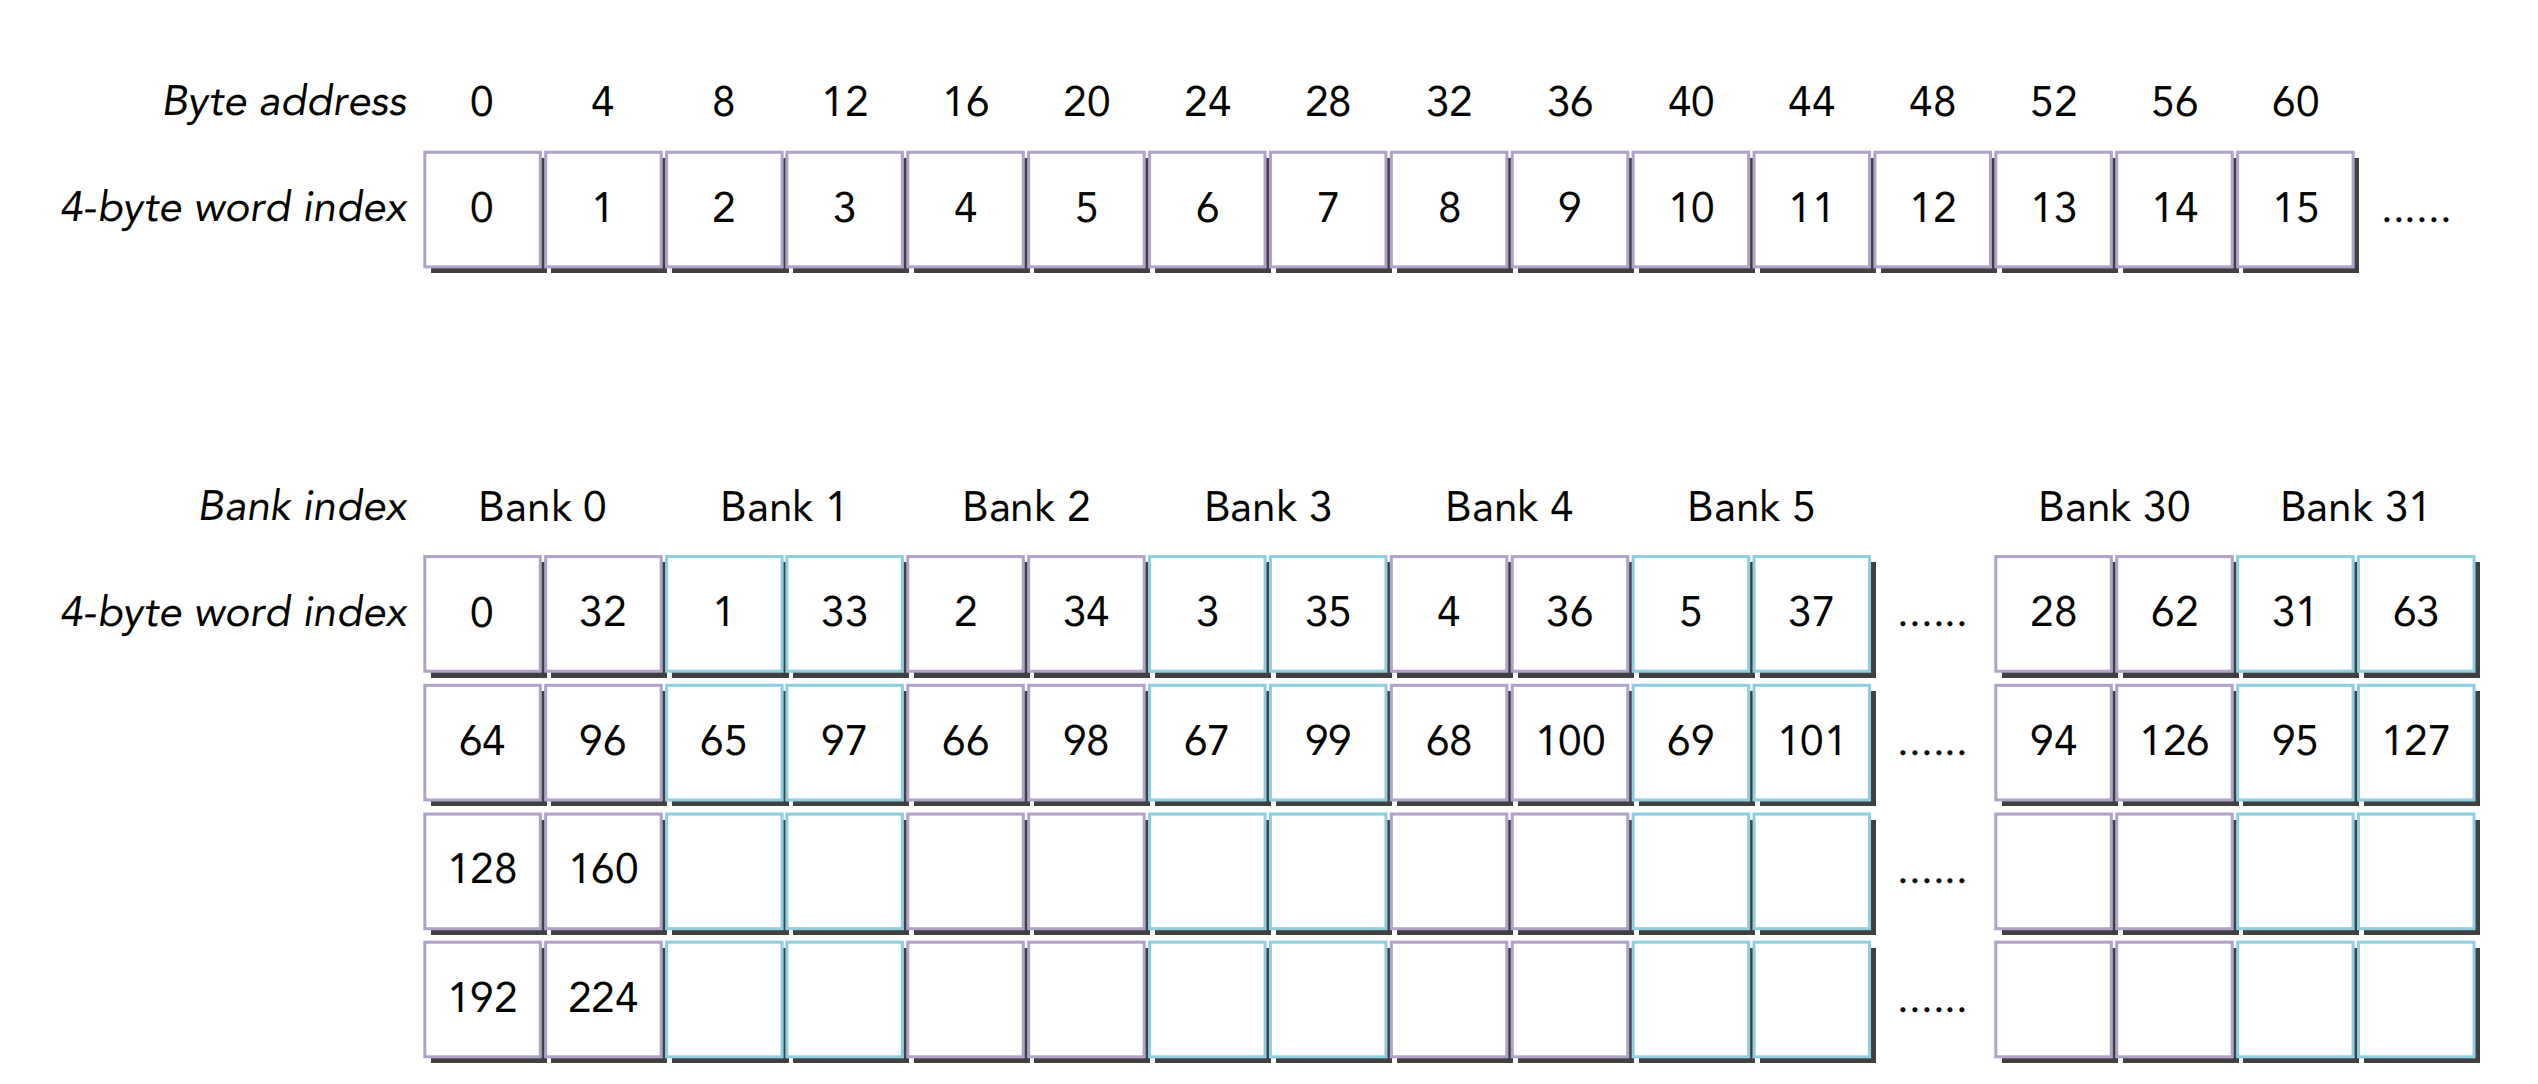 Byte address 0 4 8 12 16 20 24 28 32 36 40 44 48 52 56 60
4-byte word index 0 1 2 3 4 5 6 7 8 9 10 11 12 13 14 15 ......
Bank index Bank 0 Bank 1 Bank 2 Bank 3 Bank 4 Bank 5 Bank 30 Bank 31
4-byte word index 0 32 1 33 2 34 3 35 4 36 5 37 ...... 28 62 31 63
64 96 65 97 66 98 67 99 68 100 69 101 ...... 94 126 95 127
128 160 ......
192 224 ......